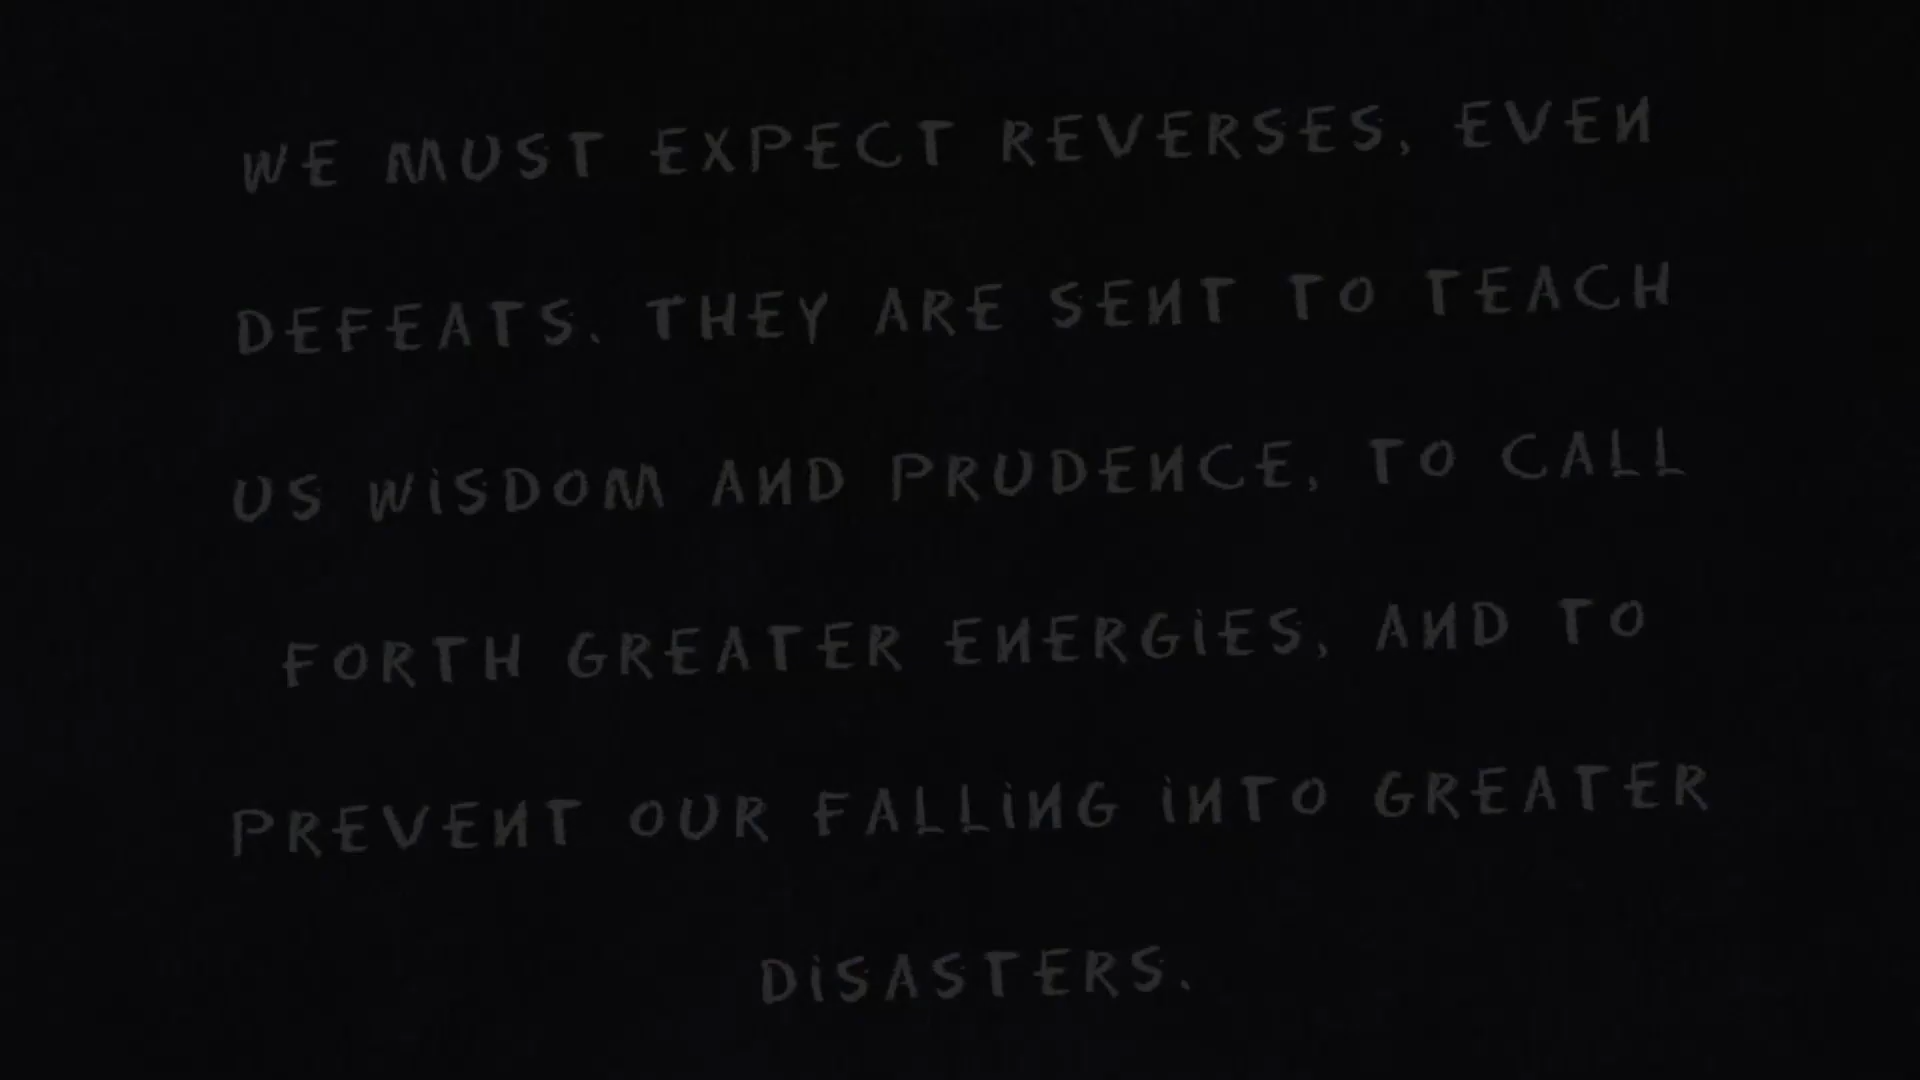 WE MUST EXPECT REVERSES, EVEN
DEFEATS. THEY ARE SENT TO TEACH
US WiSDOM AND PRUDENCE, TO CALL
FORTH GREATER ENERGiES, AND TO
PREVENT OUR FALLiNG iNTO GREATER
DiSASTERS.